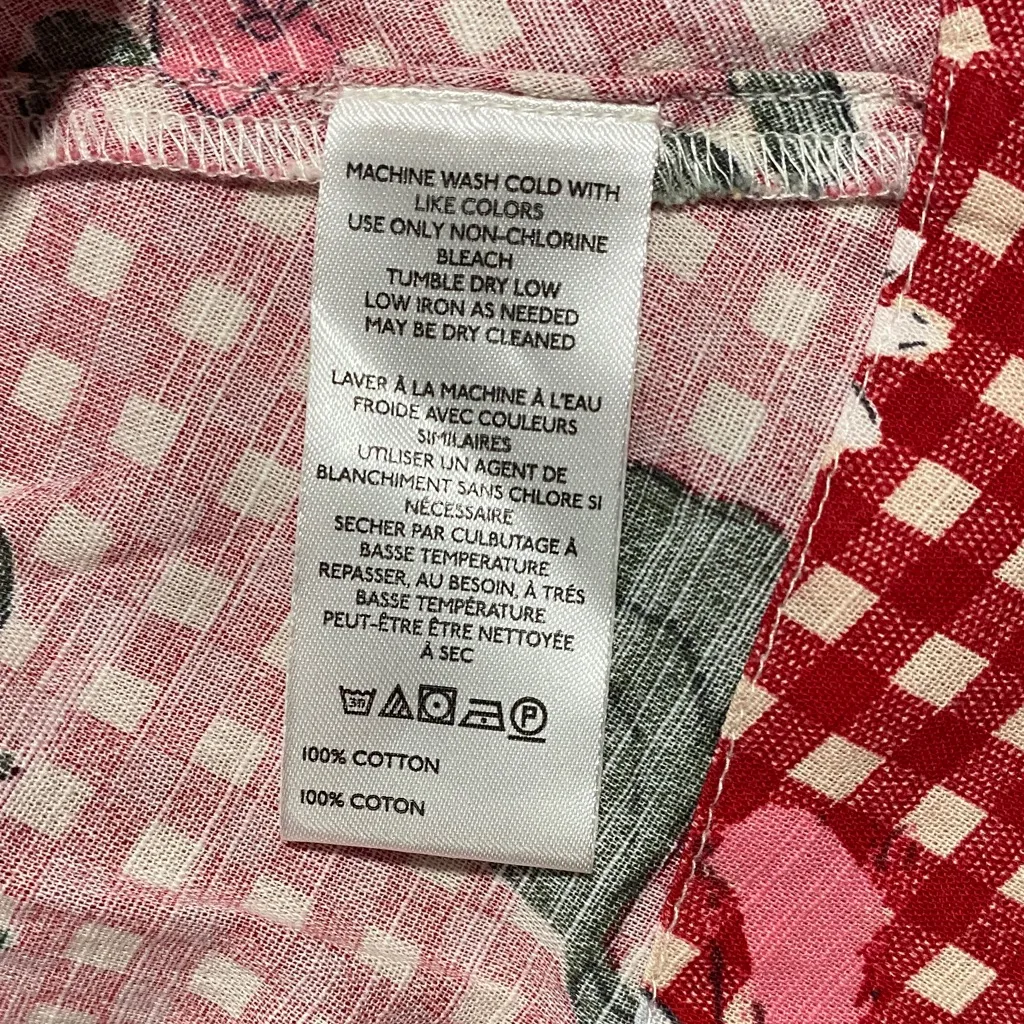 MACHINE WASH COLD WITH
LIKE COLORS
USE ONLY NON-CHLORINE
BLEACH
TUMBLE DRY LOW
LOW IRON AS NEEDED
MAY BE DRY CLEANED
LAVER À LA MACHINE À L'EAU
FROIDE AVEC COULEURS
SIMILAIRES
UTILISER UN AGENT DE
BLANCHIMENT SANS CHLORE SI
NÉCESSAIRE
SECHER PAR CULBUTAGE À
BASSE TEMPERATURE
REPASSER, AU BESOIN, À TRÉS
BASSE TEMPÉRATURE
PEUT-ÊTRE ÊTRE NETTOYÉE
À SEC
30 P
100% COTTON
100% COTON